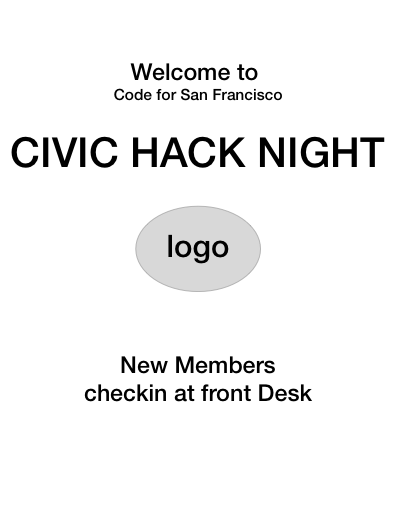 Welcome to
Code for San Francisco
CIVIC HACK NIGHT
logo
New Members
checkin at front Desk